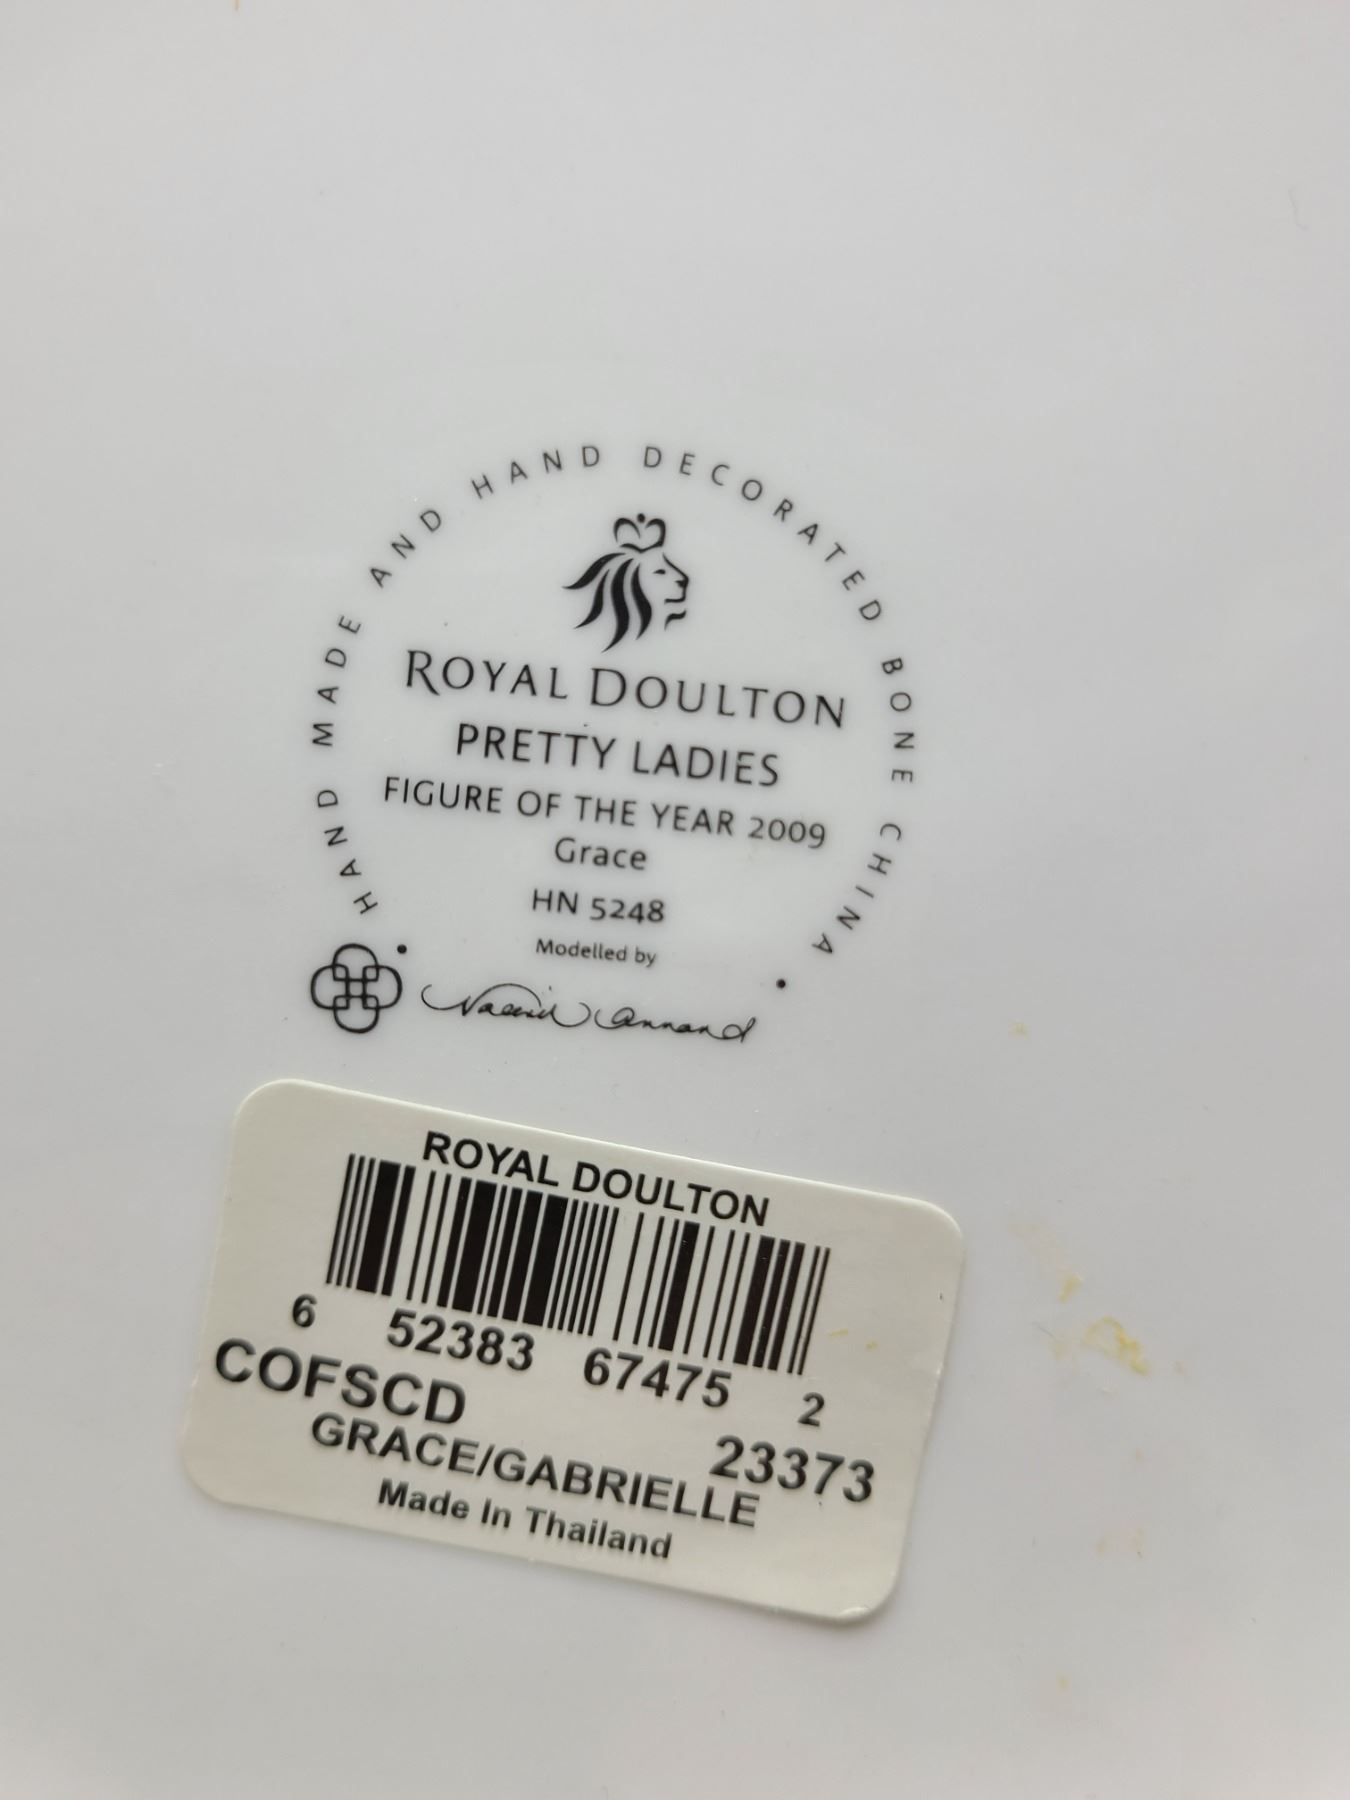 HAND MADE AND HAND DECORATED BONE CHINA
ROYAL DOULTON
PRETTY LADIES
FIGURE OF THE YEAR 2009
Grace
HN 5248
Modelled by
Annand
ROYAL DOULTON
6 52383 67475 2
COFSCD 23373
GRACE/GABRIELLE
Made In Thailand